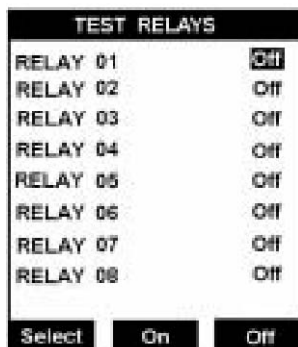 TEST RELAYS
RELAY 01 Off
RELAY 02 Off
RELAY 03 Off
RELAY 04 Off
RELAY 05 Off
RELAY 06 Off
RELAY 07 Off
RELAY 08 Off
Select On Off